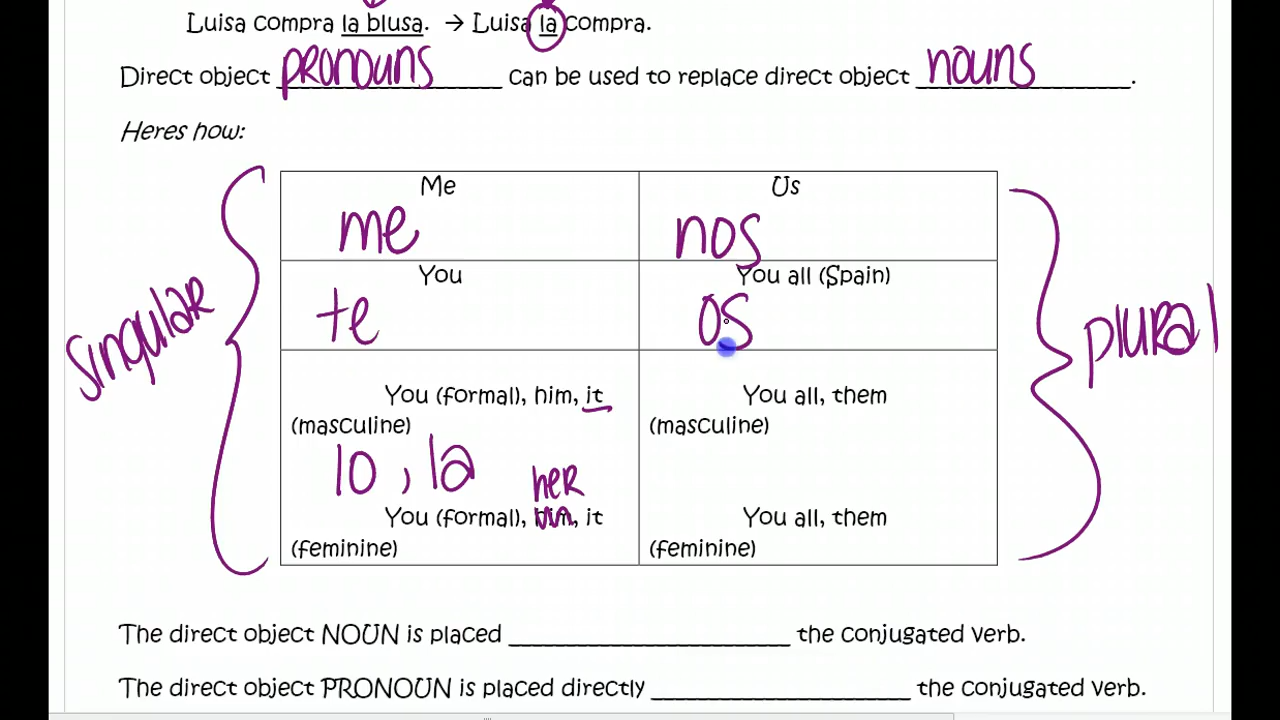 Luisa compra la blusa. → Luisa la compra.
Direct object pronouns can be used to replace direct object nouns.
Heres how:
Me
Us
me
nos
You
You all (Spain)
te
os
singular
plural
You (formal), him, it
(masculine)
You all, them
(masculine)
lo, la
her
You (formal), him, it
(feminine)
You all, them
(feminine)
The direct object NOUN is placed ____________________ the conjugated verb.
The direct object PRONOUN is placed directly ____________________ the conjugated verb.